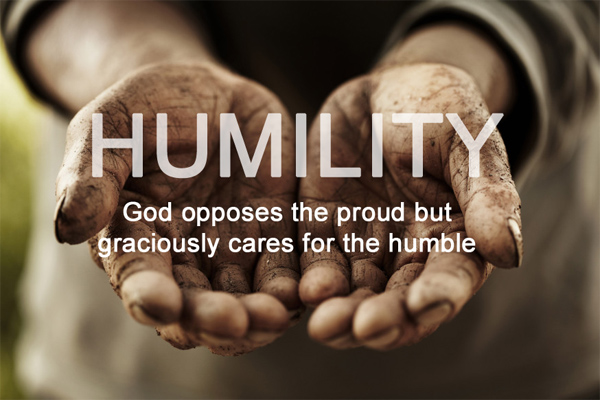 HUMILITY
God opposes the proud but
graciously cares for the humble